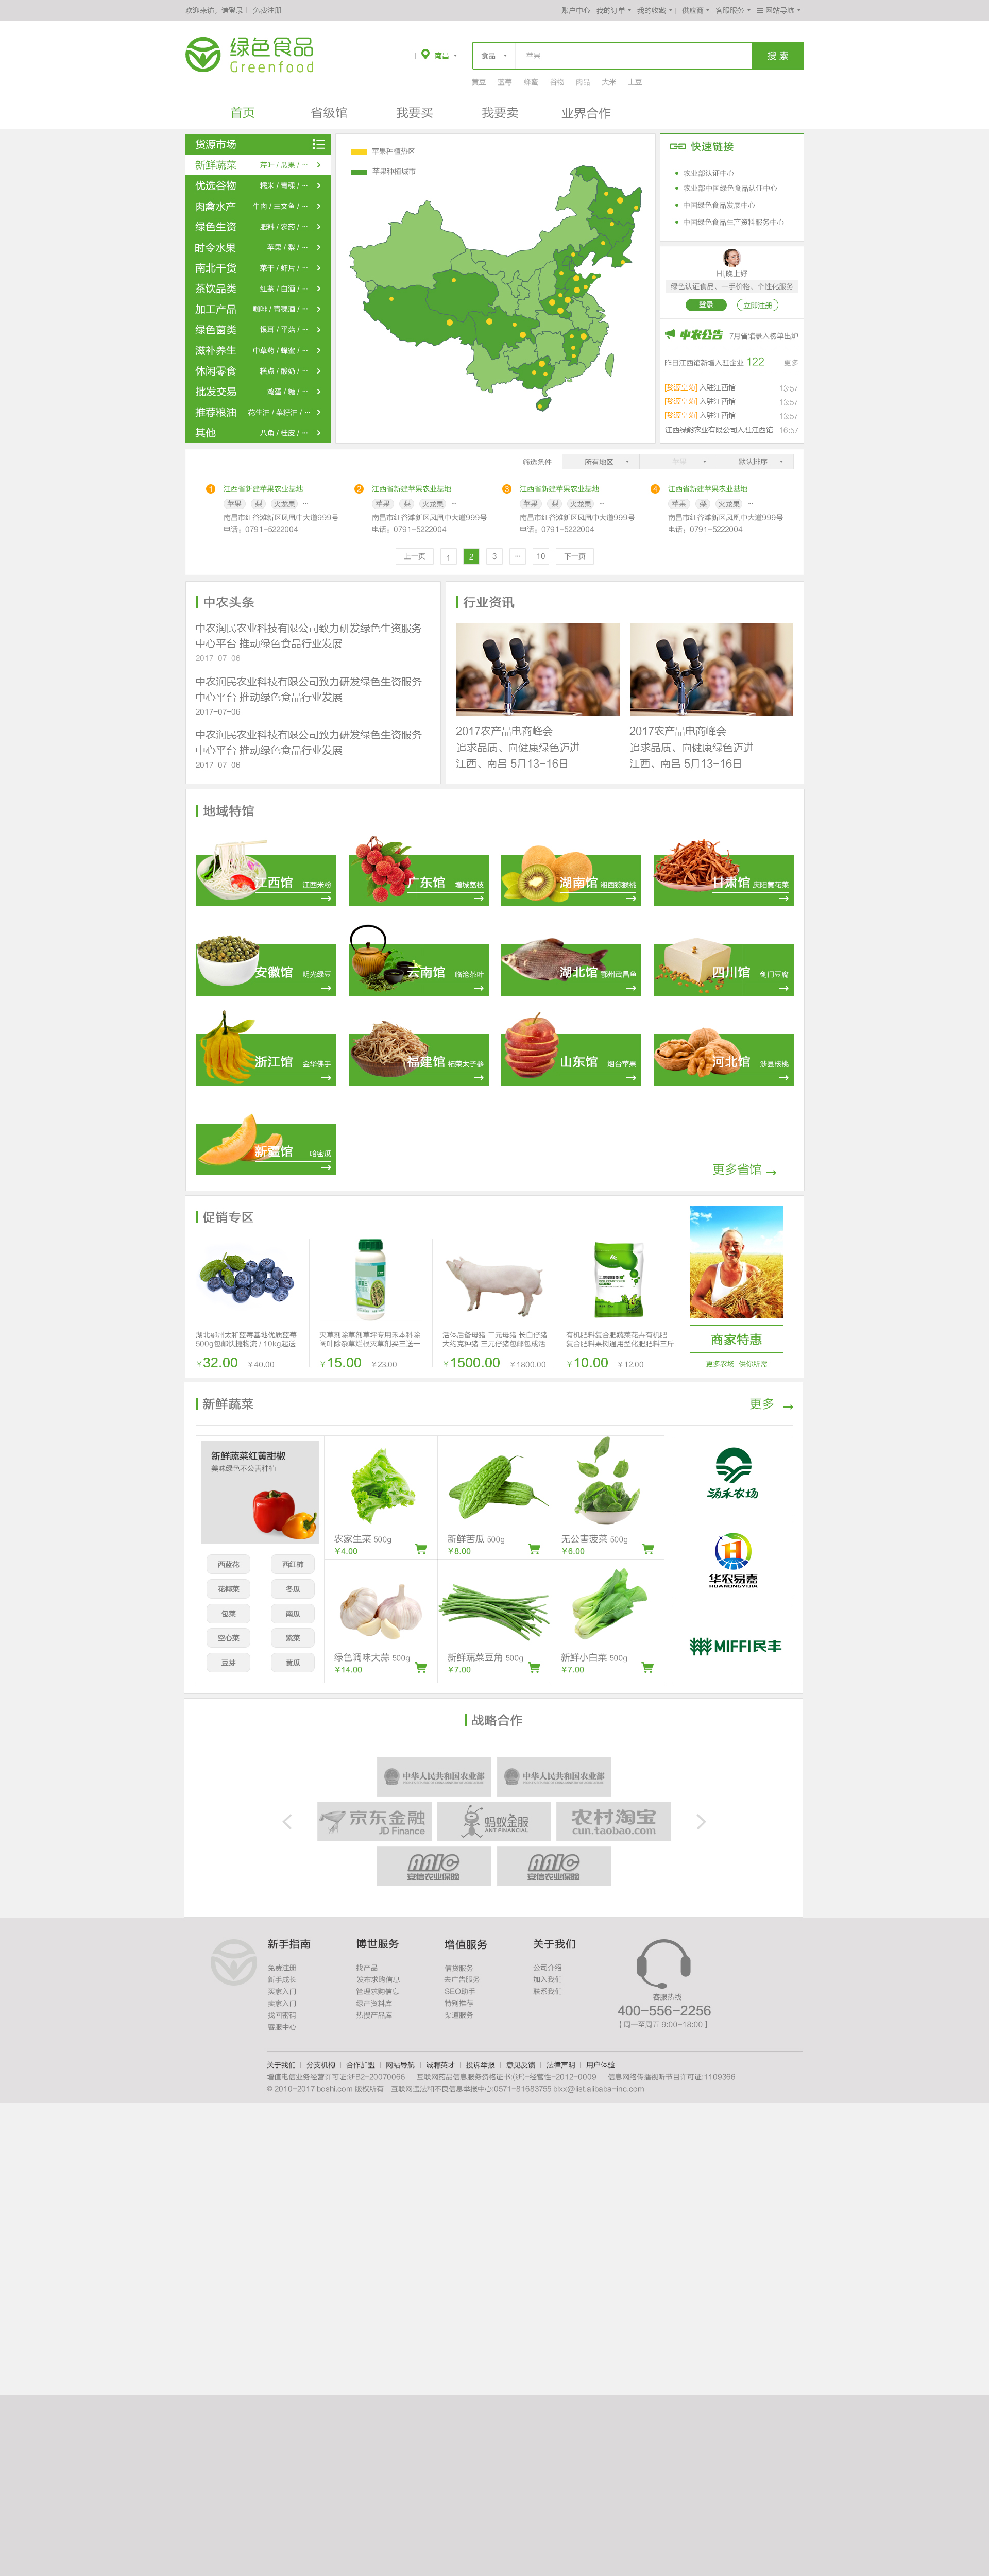 欢迎来访，请登录 | 免费注册
账户中心 我的订单 我的收藏 | 供应商 客服服务 网站导航
绿色食品
Greenfood
南昌
食品 苹果 搜 索
黄豆 蓝莓 蜂蜜 谷物 肉品 大米 土豆
首页 省级馆 我要买 我要卖 业界合作
货源市场
新鲜蔬菜 芹叶 / 瓜果 / ···
优选谷物 糯米 / 青稞 / ···
肉禽水产 牛肉 / 三文鱼 / ···
绿色生资 肥料 / 农药 / ···
时令水果 苹果 / 梨 / ···
南北干货 菜干 / 虾片 / ···
茶饮品类 红茶 / 白酒 / ···
加工产品 咖啡 / 青稞酒 / ···
绿色菌类 银耳 / 平菇 / ···
滋补养生 中草药 / 蜂蜜 / ···
休闲零食 糕点 / 酸奶 / ···
批发交易 鸡蛋 / 糖 / ···
推荐粮油 花生油 / 菜籽油 / ···
其他 八角 / 桂皮 / ···
苹果种植热区
苹果种植城市
快速链接
农业部认证中心
农业部中国绿色食品认证中心
中国绿色食品发展中心
中国绿色食品生产资料服务中心
Hi,晚上好
绿色认证食品，一手价格、个性化服务
登录 立即注册
中农公告 7月省馆录入榜单出炉
昨日江西馆新增入驻企业 122 更多
[婺源皇菊] 入驻江西馆 13:57
[婺源皇菊] 入驻江西馆 13:57
[婺源皇菊] 入驻江西馆 13:57
江西绿能农业有限公司入驻江西馆 16:57
筛选条件 所有地区 苹果 默认排序
1 江西省新建苹果农业基地
苹果 梨 火龙果 ···
南昌市红谷滩新区凤凰中大道999号
电话：0791-5222004
2 江西省新建苹果农业基地
苹果 梨 火龙果 ···
南昌市红谷滩新区凤凰中大道999号
电话：0791-5222004
3 江西省新建苹果农业基地
苹果 梨 火龙果 ···
南昌市红谷滩新区凤凰中大道999号
电话：0791-5222004
4 江西省新建苹果农业基地
苹果 梨 火龙果 ···
南昌市红谷滩新区凤凰中大道999号
电话：0791-5222004
上一页 1 2 3 ··· 10 下一页
中农头条
中农润民农业科技有限公司致力研发绿色生资服务
中心平台 推动绿色食品行业发展
2017-07-06
中农润民农业科技有限公司致力研发绿色生资服务
中心平台 推动绿色食品行业发展
2017-07-06
中农润民农业科技有限公司致力研发绿色生资服务
中心平台 推动绿色食品行业发展
2017-07-06
行业资讯
2017农产品电商峰会
追求品质、向健康绿色迈进
江西、南昌 5月13-16日
2017农产品电商峰会
追求品质、向健康绿色迈进
江西、南昌 5月13-16日
地域特馆
江西馆 江西米粉
广东馆 增城荔枝
湖南馆 湘西猕猴桃
甘肃馆 庆阳黄花菜
安徽馆 明光绿豆
云南馆 临沧茶叶
湖北馆 鄂州武昌鱼
四川馆 剑门豆腐
浙江馆 金华佛手
福建馆 柘荣太子参
山东馆 烟台苹果
河北馆 涉县核桃
新疆馆 哈密瓜
更多省馆
促销专区
湖北鄂州太和蓝莓基地优质蓝莓
500g包邮快捷物流 / 10kg起送
￥32.00 ￥40.00
灭草剂除草剂草坪专用禾本科除
阔叶除杂草烂根灭草剂买三送一
￥15.00 ￥23.00
活体后备母猪 二元母猪 长白仔猪
大约克种猪 三元仔猪包邮包成活
￥1500.00 ￥1800.00
有机肥料复合肥蔬菜花卉有机肥
复合肥料果树通用型化肥肥料三斤
￥10.00 ￥12.00
商家特惠
更多农场 供你所需
新鲜蔬菜 更多
新鲜蔬菜红黄甜椒
美味绿色不公害种植
西蓝花 西红柿
花椰菜 冬瓜
包菜 南瓜
空心菜 紫菜
豆芽 黄瓜
农家生菜 500g
￥4.00
新鲜苦瓜 500g
￥8.00
无公害菠菜 500g
￥6.00
绿色调味大蒜 500g
￥14.00
新鲜菜豆角 500g
￥7.00
新鲜小白菜 500g
￥7.00
华农易嘉
HUANONGYIJIA
MIFFI民丰
战略合作
中华人民共和国农业部
中华人民共和国农业部
京东金融
JD Finance
蚂蚁金服
ANT FINANCIAL
农村淘宝
cun.taobao.com
AAIC
安信农业保险
AAIC
安信农业保险
新手指南
免费注册
新手成长
买家入门
卖家入门
找回密码
客服中心
博世服务
找产品
发布求购信息
管理求购信息
绿产资料库
热搜产品库
增值服务
信贷服务
去广告服务
SEO助手
特别推荐
渠道服务
关于我们
公司介绍
加入我们
联系我们
客服热线
400-556-2256
[ 周一至周五 9:00-18:00 ]
关于我们 | 分支机构 | 合作加盟 | 网站导航 | 诚聘英才 | 投诉举报 | 意见反馈 | 法律声明 | 用户体验
增值电信业务经营许可证:浙B2-20070066 互联网药品信息服务资格证书:(浙)-经营性-2012-0009 信息网络传播视听节目许可证:1109366
© 2010-2017 boshi.com 版权所有 互联网违法和不良信息举报中心:0571-81683755 blxx@list.alibaba-inc.com